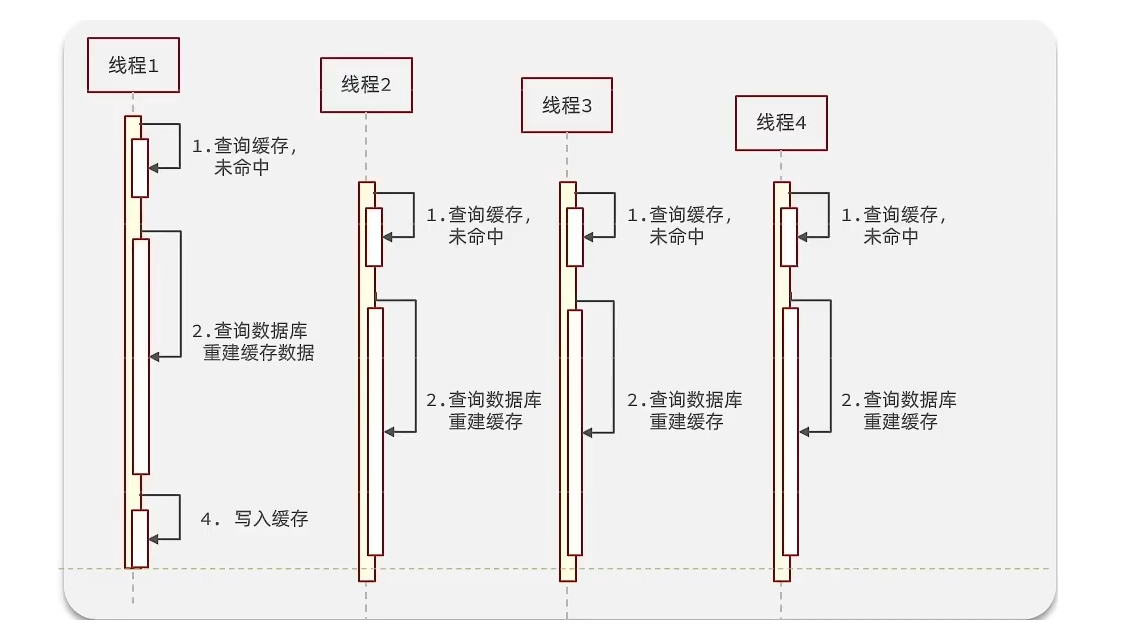 线程1
线程2
线程3
线程4
1.查询缓存,
未命中
2.查询数据库
重建缓存数据
4. 写入缓存
1.查询缓存,
未命中
2.查询数据库
重建缓存
1.查询缓存,
未命中
2.查询数据库
重建缓存
1.查询缓存,
未命中
2.查询数据库
重建缓存